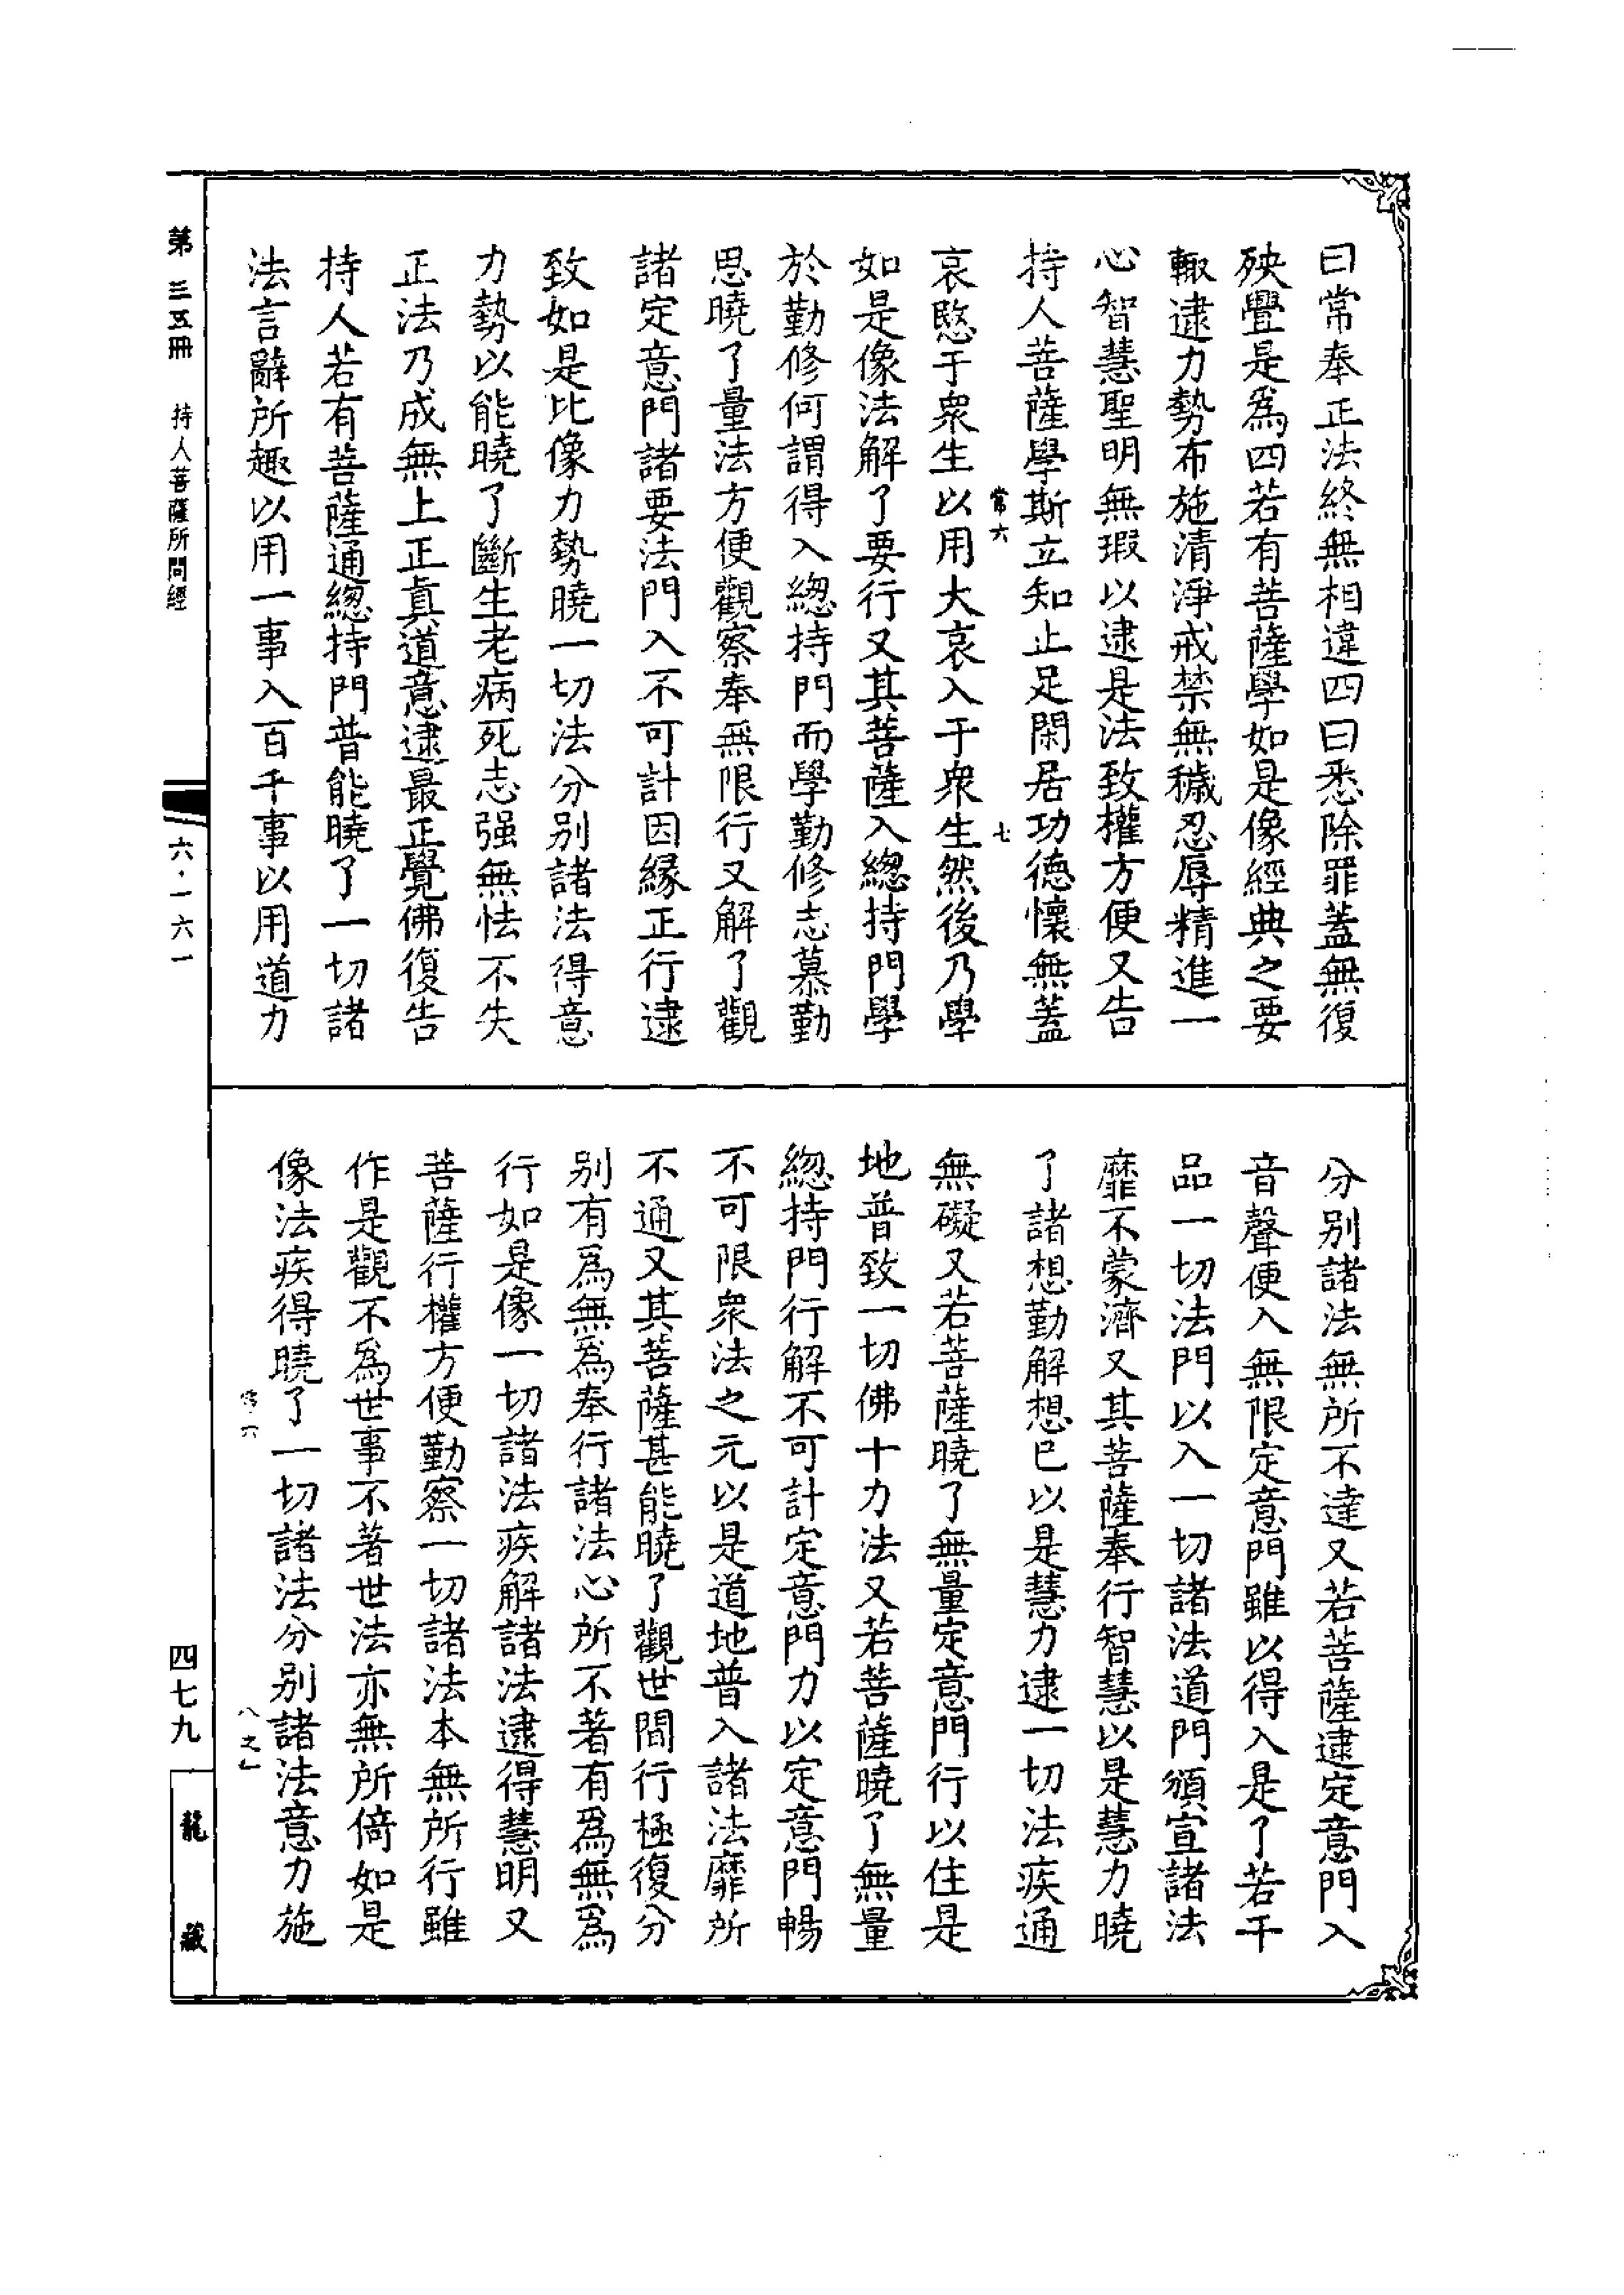 曰常奉正法終無相違四曰悉除罪蓋無復
殃舋是為四若有菩薩學如是像經典之要
輙逮力勢布施清淨戒禁無穢忍辱精進一
心智慧聖明無瑕以逮是法致權方便又告
持人菩薩學斯立知止足閑居功德懷無蓋
常六
七
哀愍于衆生以用大哀入于衆生然後乃學
如是像法解了要行又其菩薩入緫持門學
於勤修何謂得入緫持門而學勤修志慕勤
思曉了量法方便觀察奉無限行又解了觀
諸定意門諸要法門入不可計因緣正行逮
致如是比像力勢曉一切法分别諸法得意
力勢以能曉了斷生老病死志强無怯不失
正法乃成無上正真道意逮最正覺佛復告
持人若有菩薩通緫持門普能曉了一切諸
法言辭所趣以用一事入百千事以用道力
分别諸法無所不達又若菩薩逮定意門入
音聲便入無限定意門雖以得入是了若干
品一切法門以入一切諸法道門頒宣諸法
靡不蒙濟又其菩薩奉行智慧以是慧力曉
了諸想勤解想已以是慧力逮一切法疾通
無礙又若菩薩曉了無量定意門行以住是
地普致一切佛十力法又若菩薩曉了無量
緫持門行解不可計定意門力以定意門暢
不可限衆法之元以是道地普入諸法靡所
不通又其菩薩甚能曉了觀世間行極復分
别有為無為奉行諸法心所不著有為無為
行如是像一切諸法疾解諸法逮得慧明又
菩薩行權方便勤察一切諸法本無所行雖
作是觀不為世事不著世法亦無所倚如是
像法疾得曉了一切諸法分别諸法意力施
第三五冊 持人菩薩所問經
六·一六一
四七九
龍藏